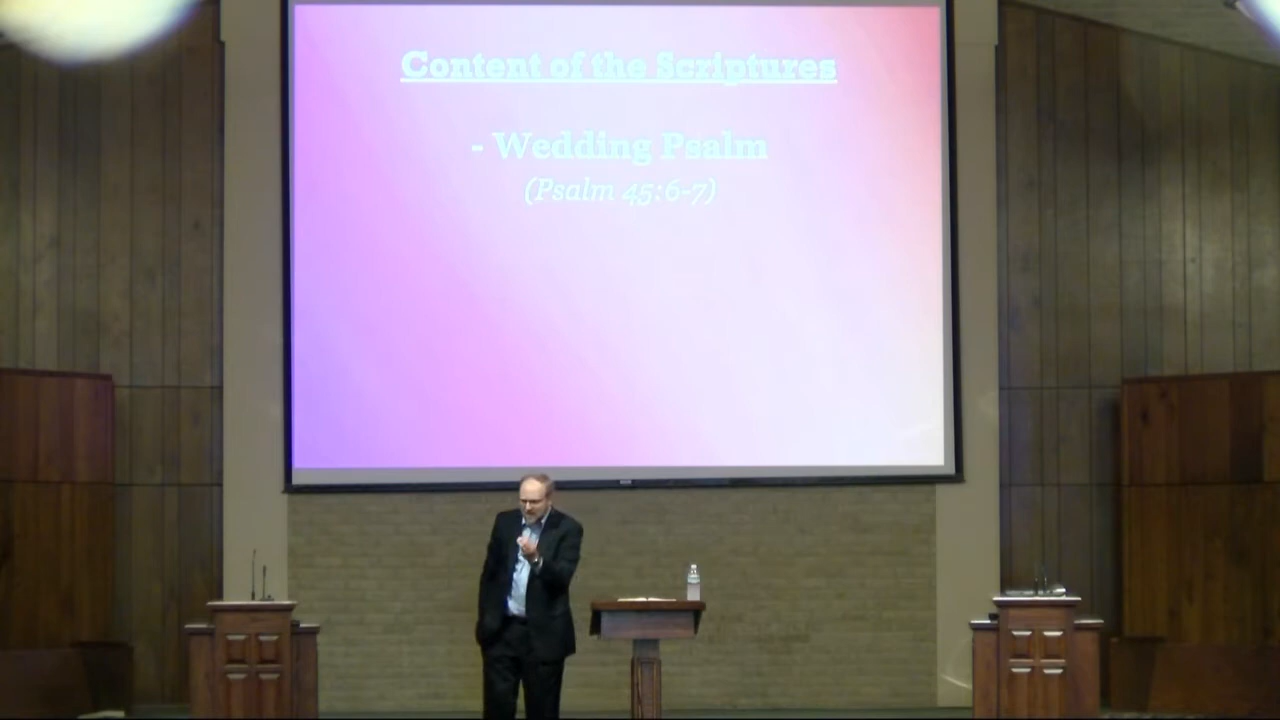 Content of the Scriptures
- Wedding Psalm
(Psalm 45:6-7)